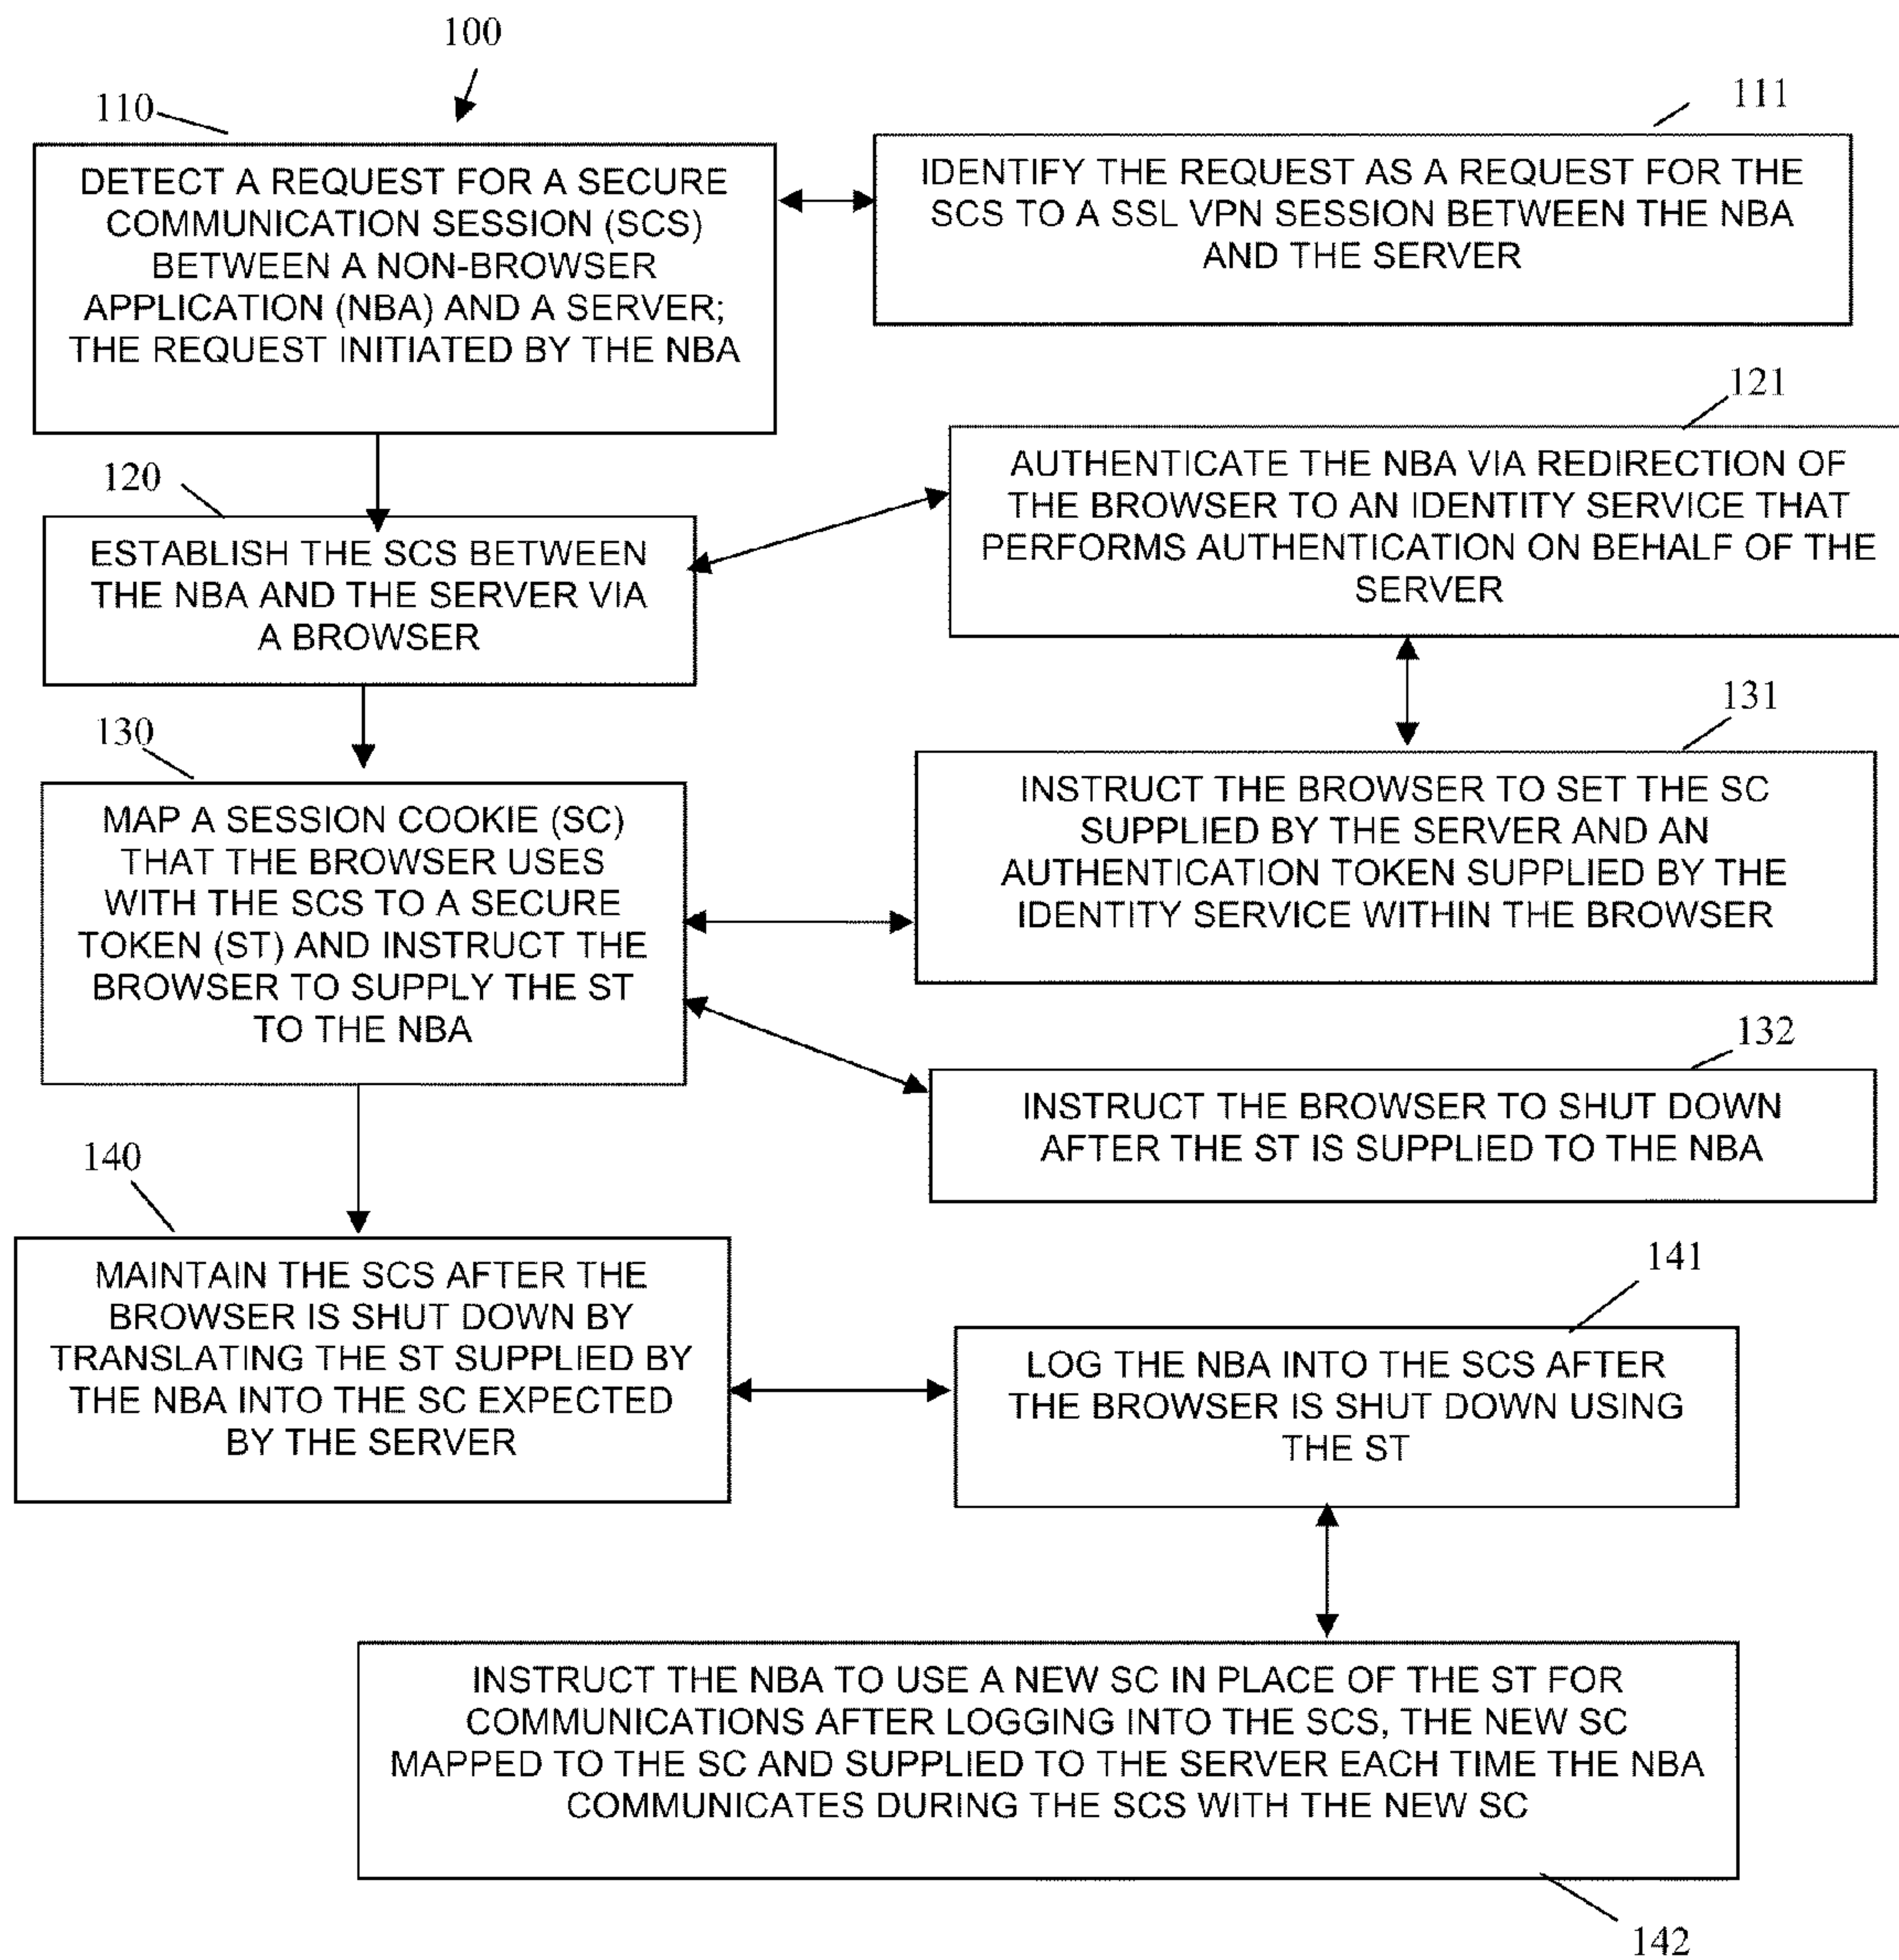 100
110
DETECT A REQUEST FOR A SECURE
COMMUNICATION SESSION (SCS)
BETWEEN A NON-BROWSER
APPLICATION (NBA) AND A SERVER;
THE REQUEST INITIATED BY THE NBA
111
IDENTIFY THE REQUEST AS A REQUEST FOR THE
SCS TO A SSL VPN SESSION BETWEEN THE NBA
AND THE SERVER
120
ESTABLISH THE SCS BETWEEN
THE NBA AND THE SERVER VIA
A BROWSER
121
AUTHENTICATE THE NBA VIA REDIRECTION OF
THE BROWSER TO AN IDENTITY SERVICE THAT
PERFORMS AUTHENTICATION ON BEHALF OF THE
SERVER
130
MAP A SESSION COOKIE (SC)
THAT THE BROWSER USES
WITH THE SCS TO A SECURE
TOKEN (ST) AND INSTRUCT THE
BROWSER TO SUPPLY THE ST
TO THE NBA
131
INSTRUCT THE BROWSER TO SET THE SC
SUPPLIED BY THE SERVER AND AN
AUTHENTICATION TOKEN SUPPLIED BY THE
IDENTITY SERVICE WITHIN THE BROWSER
132
INSTRUCT THE BROWSER TO SHUT DOWN
AFTER THE ST IS SUPPLIED TO THE NBA
140
MAINTAIN THE SCS AFTER THE
BROWSER IS SHUT DOWN BY
TRANSLATING THE ST SUPPLIED BY
THE NBA INTO THE SC EXPECTED
BY THE SERVER
141
LOG THE NBA INTO THE SCS AFTER
THE BROWSER IS SHUT DOWN USING
THE ST
INSTRUCT THE NBA TO USE A NEW SC IN PLACE OF THE ST FOR
COMMUNICATIONS AFTER LOGGING INTO THE SCS, THE NEW SC
MAPPED TO THE SC AND SUPPLIED TO THE SERVER EACH TIME THE NBA
COMMUNICATES DURING THE SCS WITH THE NEW SC
142